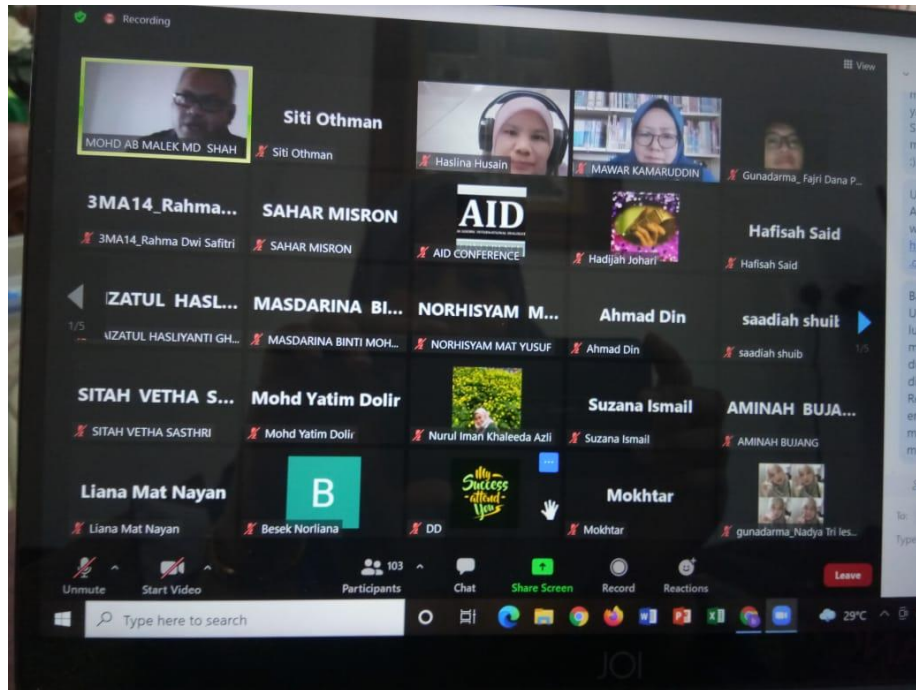 Recording
View
MOHD AB MALEK MD SHAH
Siti Othman
Siti Othman
Haslina Husain
MAWAR KAMARUDDIN
Gunadarma_ Fajri Dana P...
3MA14_Rahma...
3MA14_Rahma Dwi Safitri
SAHAR MISRON
SAHAR MISRON
AID
AID CONFERENCE
Hadijah Johari
Hafisah Said
Hafisah Said
IZATUL HASL...
AIZATUL HASLIYANTI GH...
MASDARINA BI...
MASDARINA BINTI MOH...
NORHISYAM M...
NORHISYAM MAT YUSUF
Ahmad Din
Ahmad Din
saadiah shuib
saadiah shuib
1/5
1/5
SITAH VETHA S...
SITAH VETHA SASTHRI
Mohd Yatim Dolir
Mohd Yatim Dolir
Nurul Iman Khaleeda Azli
Suzana Ismail
Suzana Ismail
AMINAH BUJA...
AMINAH BUJANG
Liana Mat Nayan
Liana Mat Nayan
B
Besek Norliana
My
Success
-attend-
You
DD
Mokhtar
Mokhtar
gunadarma_Nadya Tri les...
Unmute
Start Video
Participants
103
Chat
Share Screen
Record
Reactions
Leave
To:
Type
Type here to search
29°C
JOI